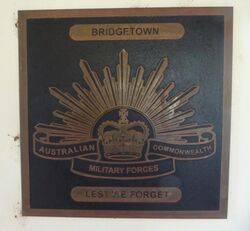 BRIDGETOWN
AUSTRALIAN COMMONWEALTH
MILITARY FORCES
LEST WE FORGET